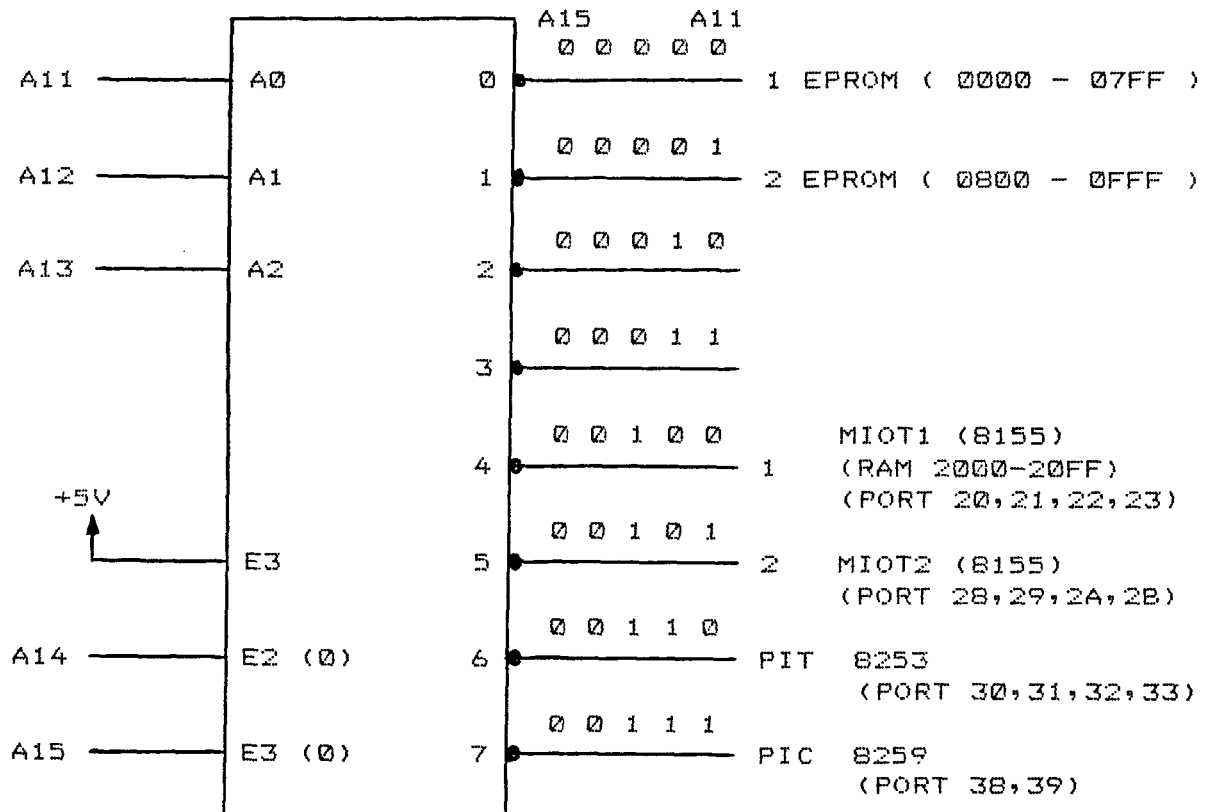 A15 A11
0 0 0 0 0
A11 A0 0 1 EPROM ( 0000 - 07FF )
0 0 0 0 1
A12 A1 1 2 EPROM ( 0800 - 0FFF )
0 0 0 1 0
A13 A2 2
0 0 0 1 1
3
0 0 1 0 0 MIOT1 (8155)
4 1 (RAM 2000-20FF)
+5V (PORT 20,21,22,23)
0 0 1 0 1
E3 5 2 MIOT2 (8155)
(PORT 28,29,2A,2B)
0 0 1 1 0
A14 E2 (0) 6 PIT 8253
(PORT 30,31,32,33)
0 0 1 1 1
A15 E3 (0) 7 PIC 8259
(PORT 38,39)